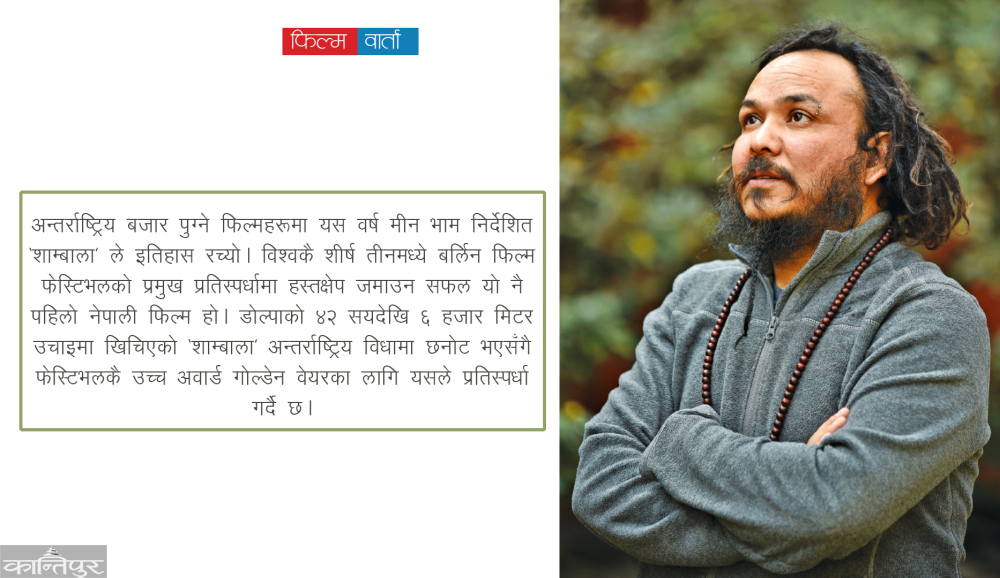 फिल्म वार्ता
अन्तर्राष्ट्रिय बजार पुग्ने फिल्महरूमा यस वर्ष मीन भाम निर्देशित
'शाम्बाला' ले इतिहास रच्यो। विश्वकै शीर्ष तीनमध्ये बर्लिन फिल्म
फेस्टिभलको प्रमुख प्रतिस्पर्धामा हस्तक्षेप जमाउन सफल यो नै
पहिलो नेपाली फिल्म हो। डोल्पाको ४२ सयदेखि ६ हजार मिटर
उचाइमा खिचिएको 'शाम्बाला' अन्तर्राष्ट्रिय विधामा छनोट भएसँगै
फेस्टिभलकै उच्च अवार्ड गोल्डेन वेयरका लागि यसले प्रतिस्पर्धा
गर्दै छ।
कान्तिपुर